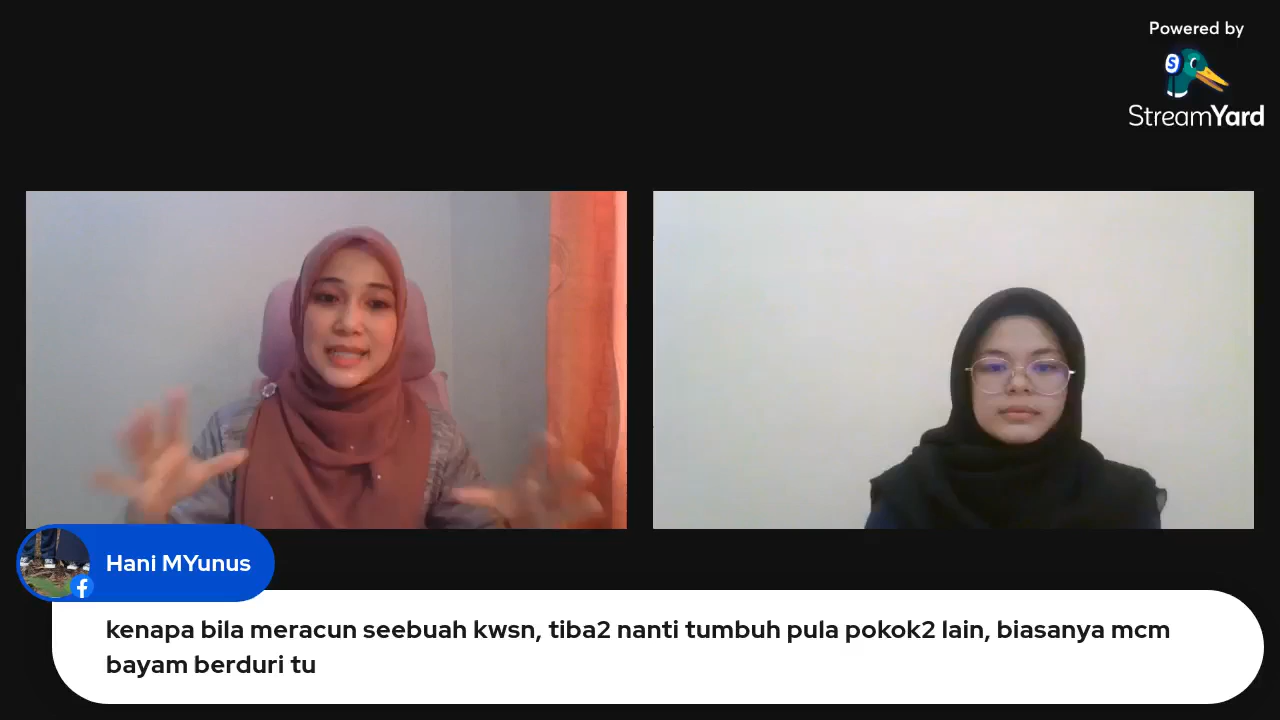 Powered by
StreamYard
Hani MYunus
kenapa bila meracun seebuah kwsn, tiba2 nanti tumbuh pula pokok2 lain, biasanya mcm
bayam berduri tu